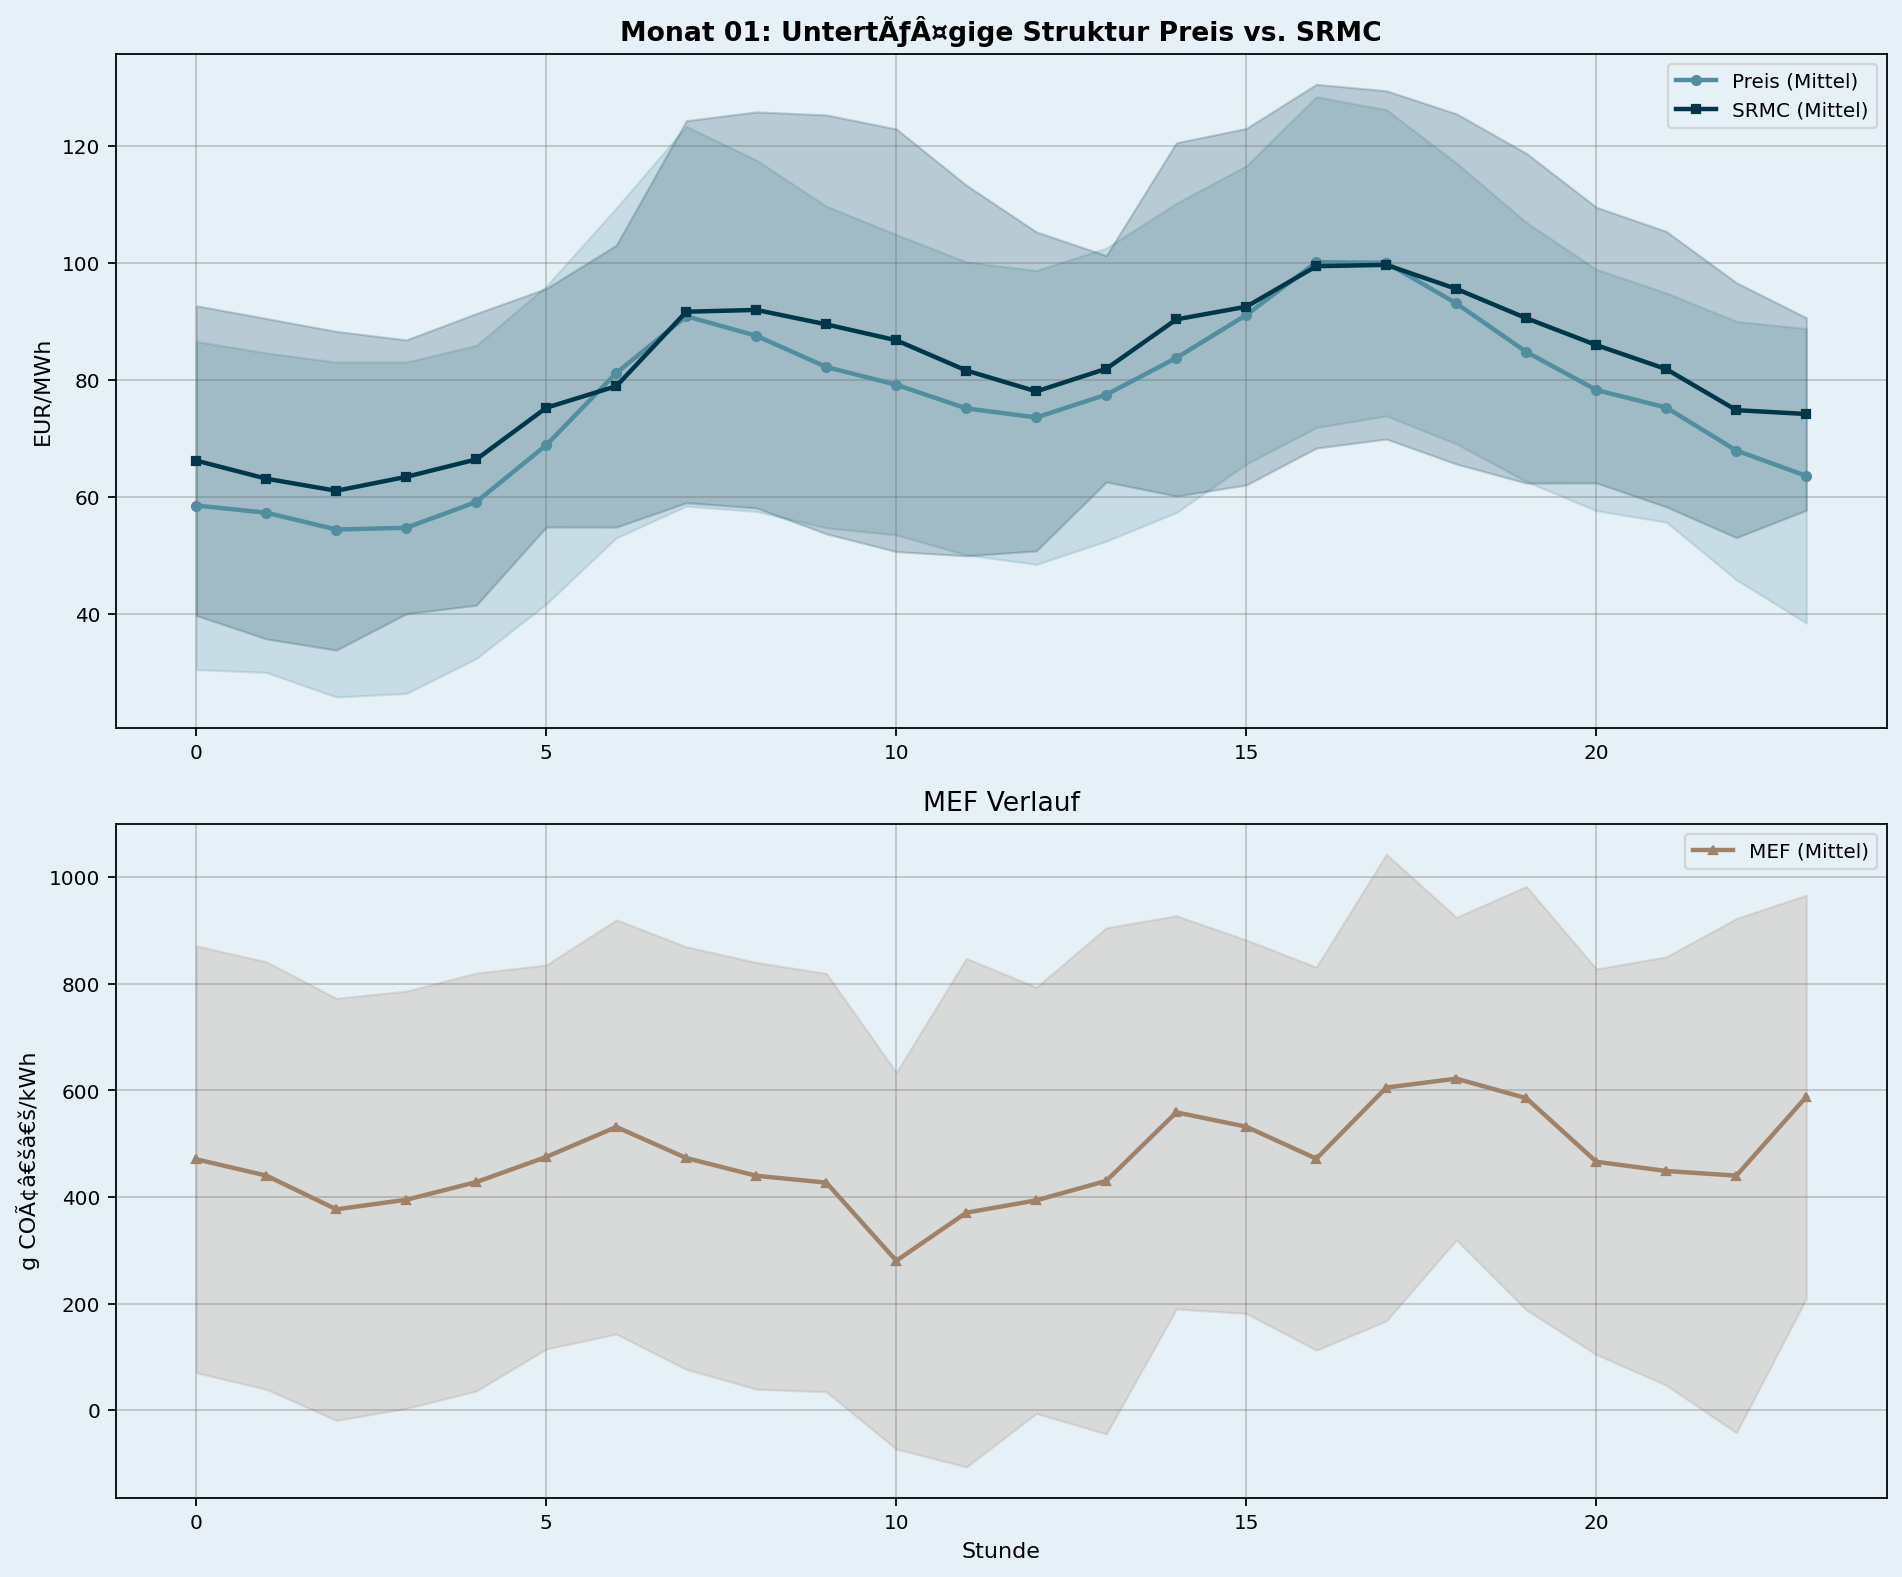 Monat 01: UntertÃƒÂ¤gige Struktur Preis vs. SRMC
Preis (Mittel)
SRMC (Mittel)
EUR/MWh
120
100
80
60
40
0 5 10 15 20
MEF Verlauf
MEF (Mittel)
g COÃ¢â€šâ€š/kWh
1000
800
600
400
200
0
0 5 10 15 20
Stunde